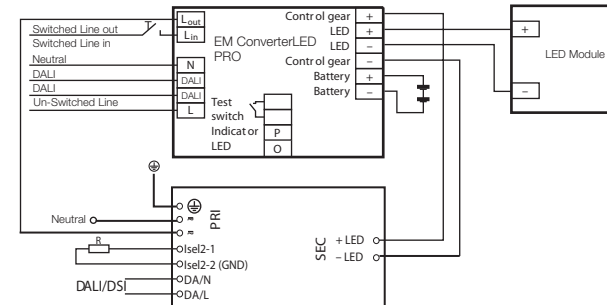 Switched Line out
Switched Line in
Neutral
DALI
DALI
Un-Switched Line
Lout
Lin
N
DALI
DALI
L
EM ConverterLED
PRO
Test
switch
Indicator
LED
P
O
Control gear +
LED +
LED –
Control gear –
Battery +
Battery –
+
–
LED Module
Neutral
R
DALI/DSI
PRI
Isel2-1
Isel2-2 (GND)
DA/N
DA/L
SEC
+ LED
– LED